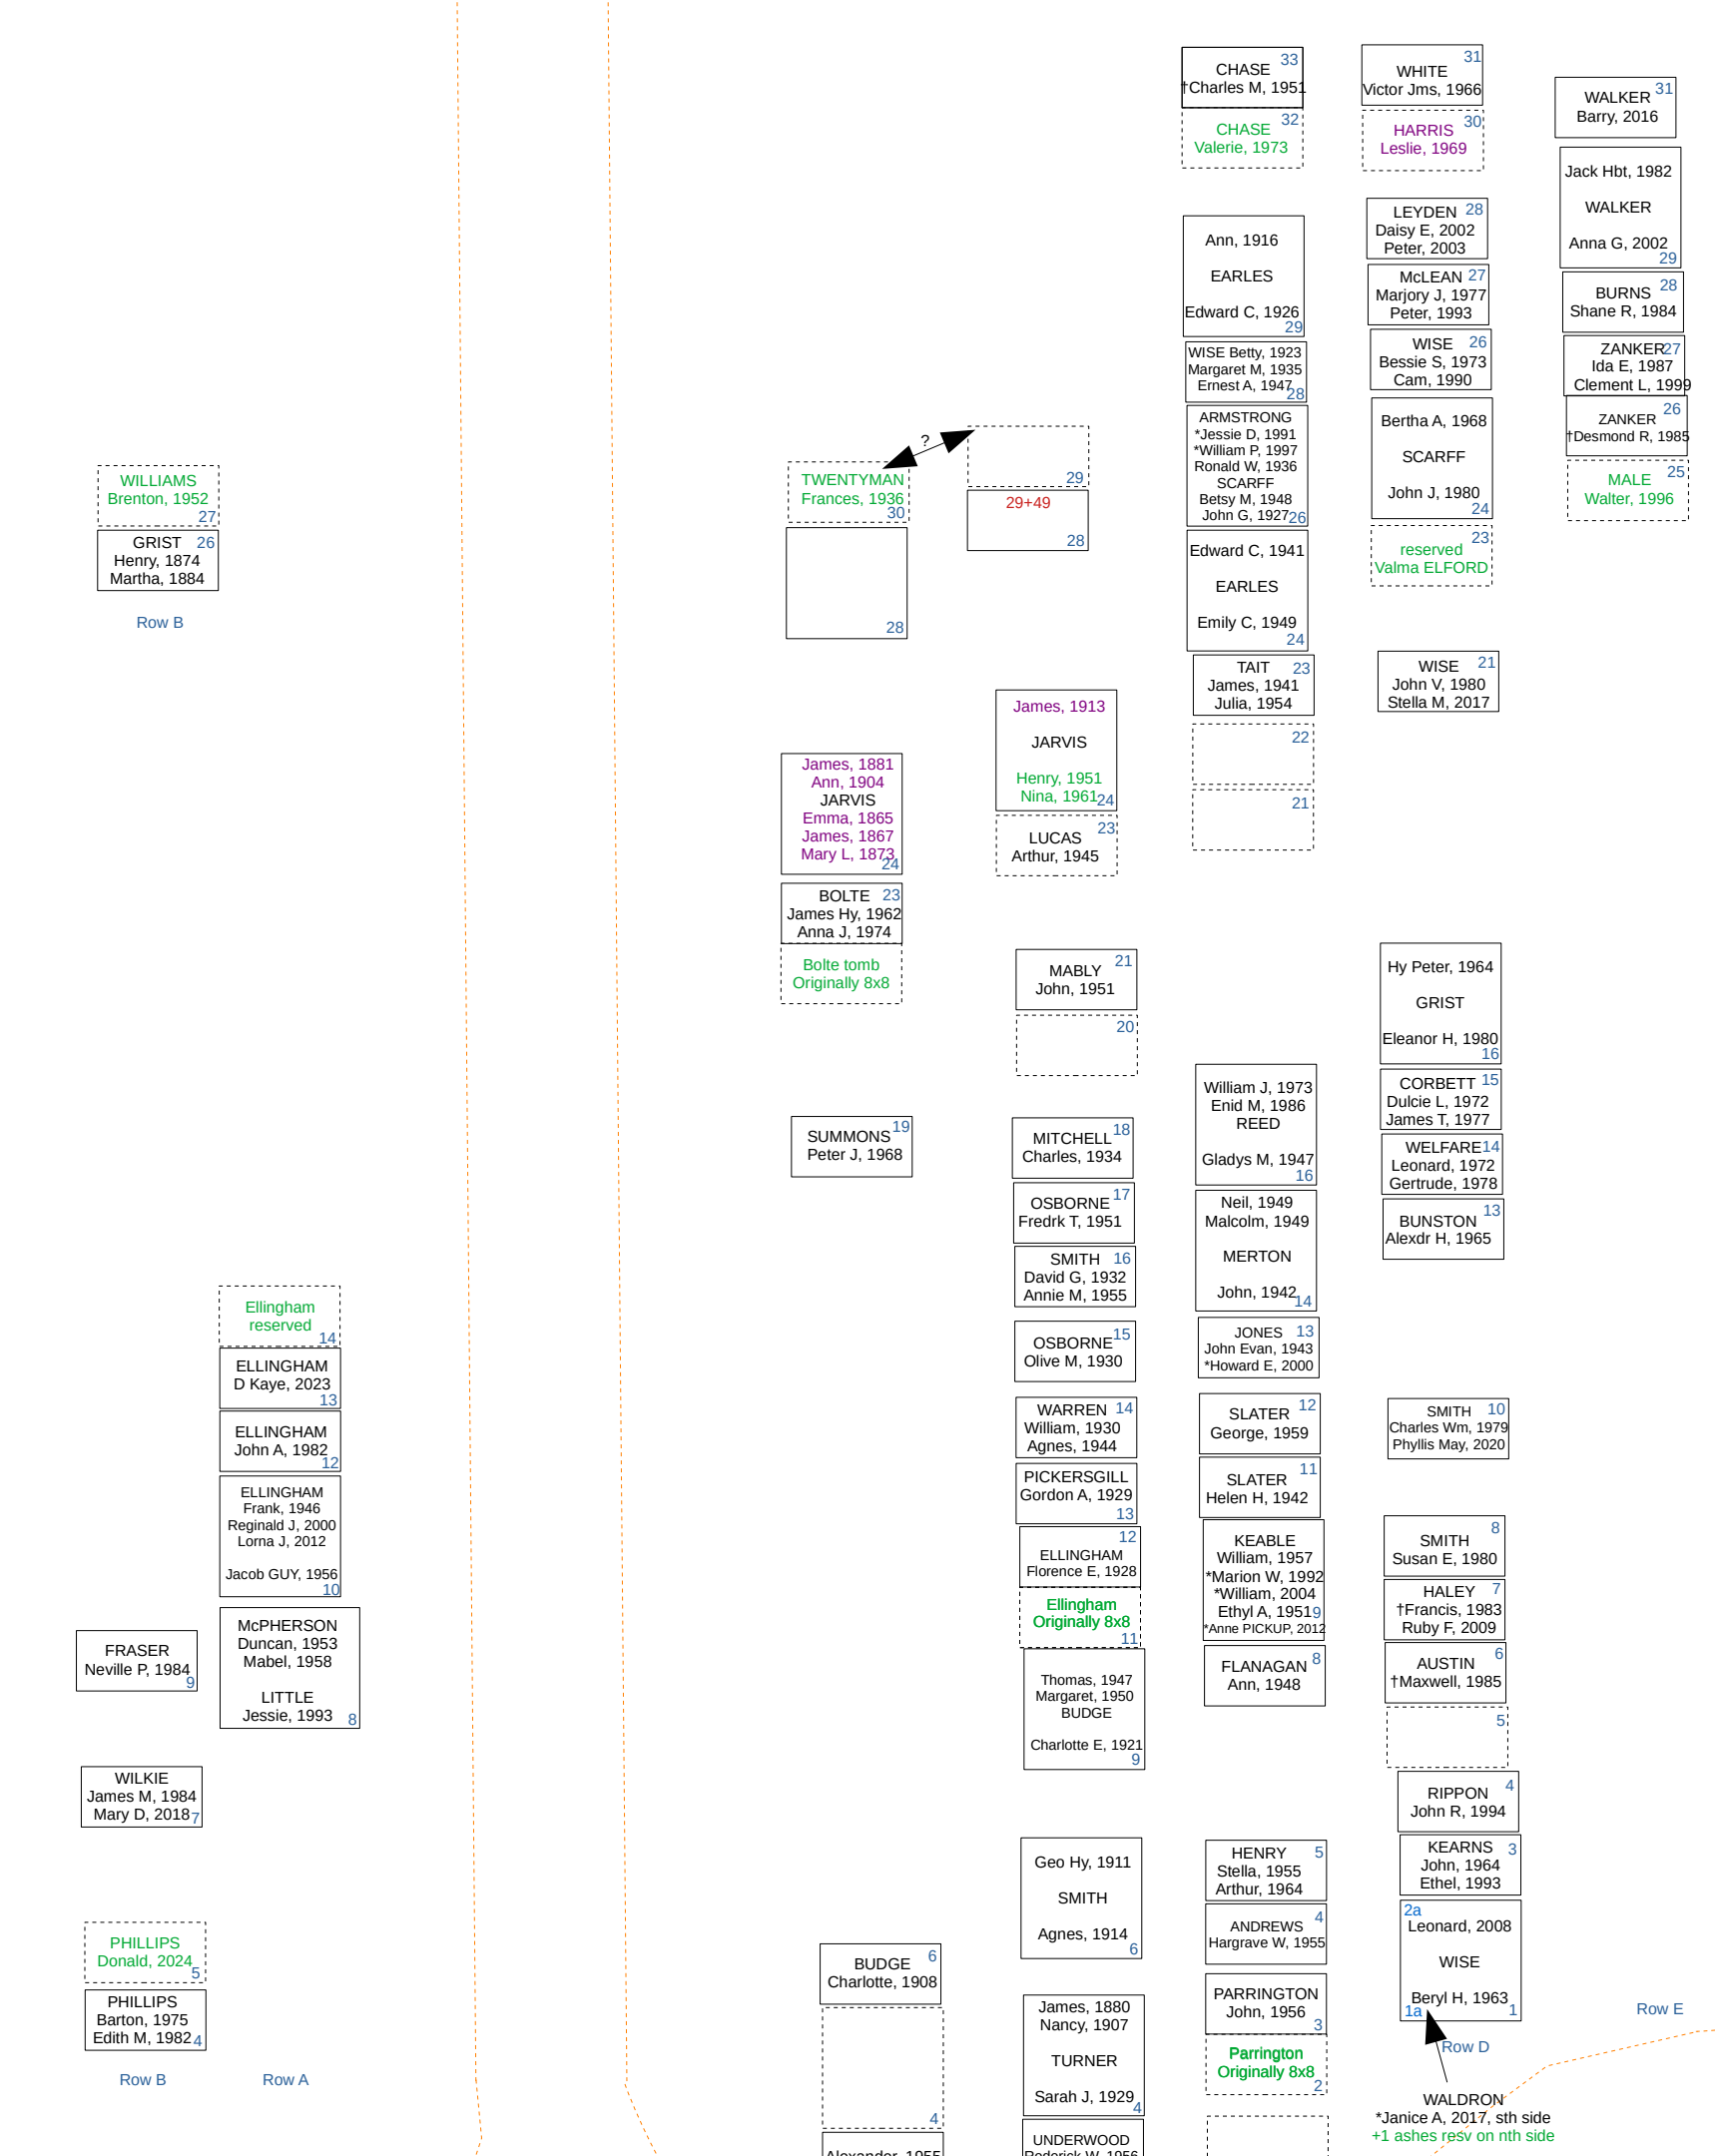 WILLIAMS
Brenton, 1952
27
GRIST 26
Henry, 1874
Martha, 1884
Row B
FRASER
Neville P, 1984
9
WILKIE
James M, 1984
Mary D, 2018
7
PHILLIPS
Donald, 2024
5
PHILLIPS
Barton, 1975
Edith M, 1982
4
Row B
Ellingham
reserved
14
ELLINGHAM
D Kaye, 2023
13
ELLINGHAM
John A, 1982
12
ELLINGHAM
Frank, 1946
Reginald J, 2000
Lorna J, 2012
Jacob GUY, 1956
10
McPHERSON
Duncan, 1953
Mabel, 1958
LITTLE
Jessie, 1993
8
Row A
?
TWENTYMAN
Frances, 1936
30
28
James, 1881
Ann, 1904
JARVIS
Emma, 1865
James, 1867
Mary L, 1873
24
BOLTE 23
James Hy, 1962
Anna J, 1974
Bolte tomb
Originally 8x8
SUMMONS 19
Peter J, 1968
BUDGE 6
Charlotte, 1908
4
Alexander, 1955
29
29+49
28
James, 1913
JARVIS
Henry, 1951
Nina, 1961
24
LUCAS 23
Arthur, 1945
MABLY 21
John, 1951
20
MITCHELL 18
Charles, 1934
OSBORNE 17
Fredrk T, 1951
SMITH 16
David G, 1932
Annie M, 1955
OSBORNE 15
Olive M, 1930
WARREN 14
William, 1930
Agnes, 1944
PICKERSGILL
Gordon A, 1929
13
12
ELLINGHAM
Florence E, 1928
Ellingham
Originally 8x8
11
Thomas, 1947
Margaret, 1950
BUDGE
Charlotte E, 1921
9
Geo Hy, 1911
SMITH
Agnes, 1914
6
James, 1880
Nancy, 1907
TURNER
Sarah J, 1929
4
UNDERWOOD
Roderick W, 1956
CHASE 33
†Charles M, 1951
CHASE 32
Valerie, 1973
Ann, 1916
EARLES
Edward C, 1926
29
WISE Betty, 1923
Margaret M, 1935
Ernest A, 1947
28
ARMSTRONG
*Jessie D, 1991
*William P, 1997
Ronald W, 1936
SCARFF
Betsy M, 1948
John G, 1927
26
Edward C, 1941
EARLES
Emily C, 1949
24
TAIT 23
James, 1941
Julia, 1954
22
21
William J, 1973
Enid M, 1986
REED
Gladys M, 1947
16
Neil, 1949
Malcolm, 1949
MERTON
John, 1942
14
JONES 13
John Evan, 1943
*Howard E, 2000
SLATER 12
George, 1959
SLATER 11
Helen H, 1942
KEABLE
William, 1957
*Marion W, 1992
*William, 2004
Ethyl A, 1951 9
*Anne PICKUP, 2012
FLANAGAN 8
Ann, 1948
HENRY 5
Stella, 1955
Arthur, 1964
ANDREWS 4
Hargrave W, 1955
PARRINGTON
John, 1956
3
Parrington
Originally 8x8
2
WHITE 31
Victor Jms, 1966
HARRIS 30
Leslie, 1969
LEYDEN 28
Daisy E, 2002
Peter, 2003
McLEAN 27
Marjory J, 1977
Peter, 1993
WISE 26
Bessie S, 1973
Cam, 1990
Bertha A, 1968
SCARFF
John J, 1980
24
23
reserved
Valma ELFORD
WISE 21
John V, 1980
Stella M, 2017
Hy Peter, 1964
GRIST
Eleanor H, 1980
16
CORBETT 15
Dulcie L, 1972
James T, 1977
WELFARE 14
Leonard, 1972
Gertrude, 1978
BUNSTON 13
Alexdr H, 1965
SMITH 10
Charles Wm, 1979
Phyllis May, 2020
SMITH 8
Susan E, 1980
HALEY 7
†Francis, 1983
Ruby F, 2009
AUSTIN 6
†Maxwell, 1985
5
RIPPON 4
John R, 1994
KEARNS 3
John, 1964
Ethel, 1993
2a
Leonard, 2008
WISE
Beryl H, 1963
1a 1
Row D
WALDRON
*Janice A, 2017, sth side
+1 ashes resv on nth side
WALKER 31
Barry, 2016
Jack Hbt, 1982
WALKER
Anna G, 2002
29
BURNS 28
Shane R, 1984
ZANKER 27
Ida E, 1987
Clement L, 1999
ZANKER 26
†Desmond R, 1985
MALE 25
Walter, 1996
Row E